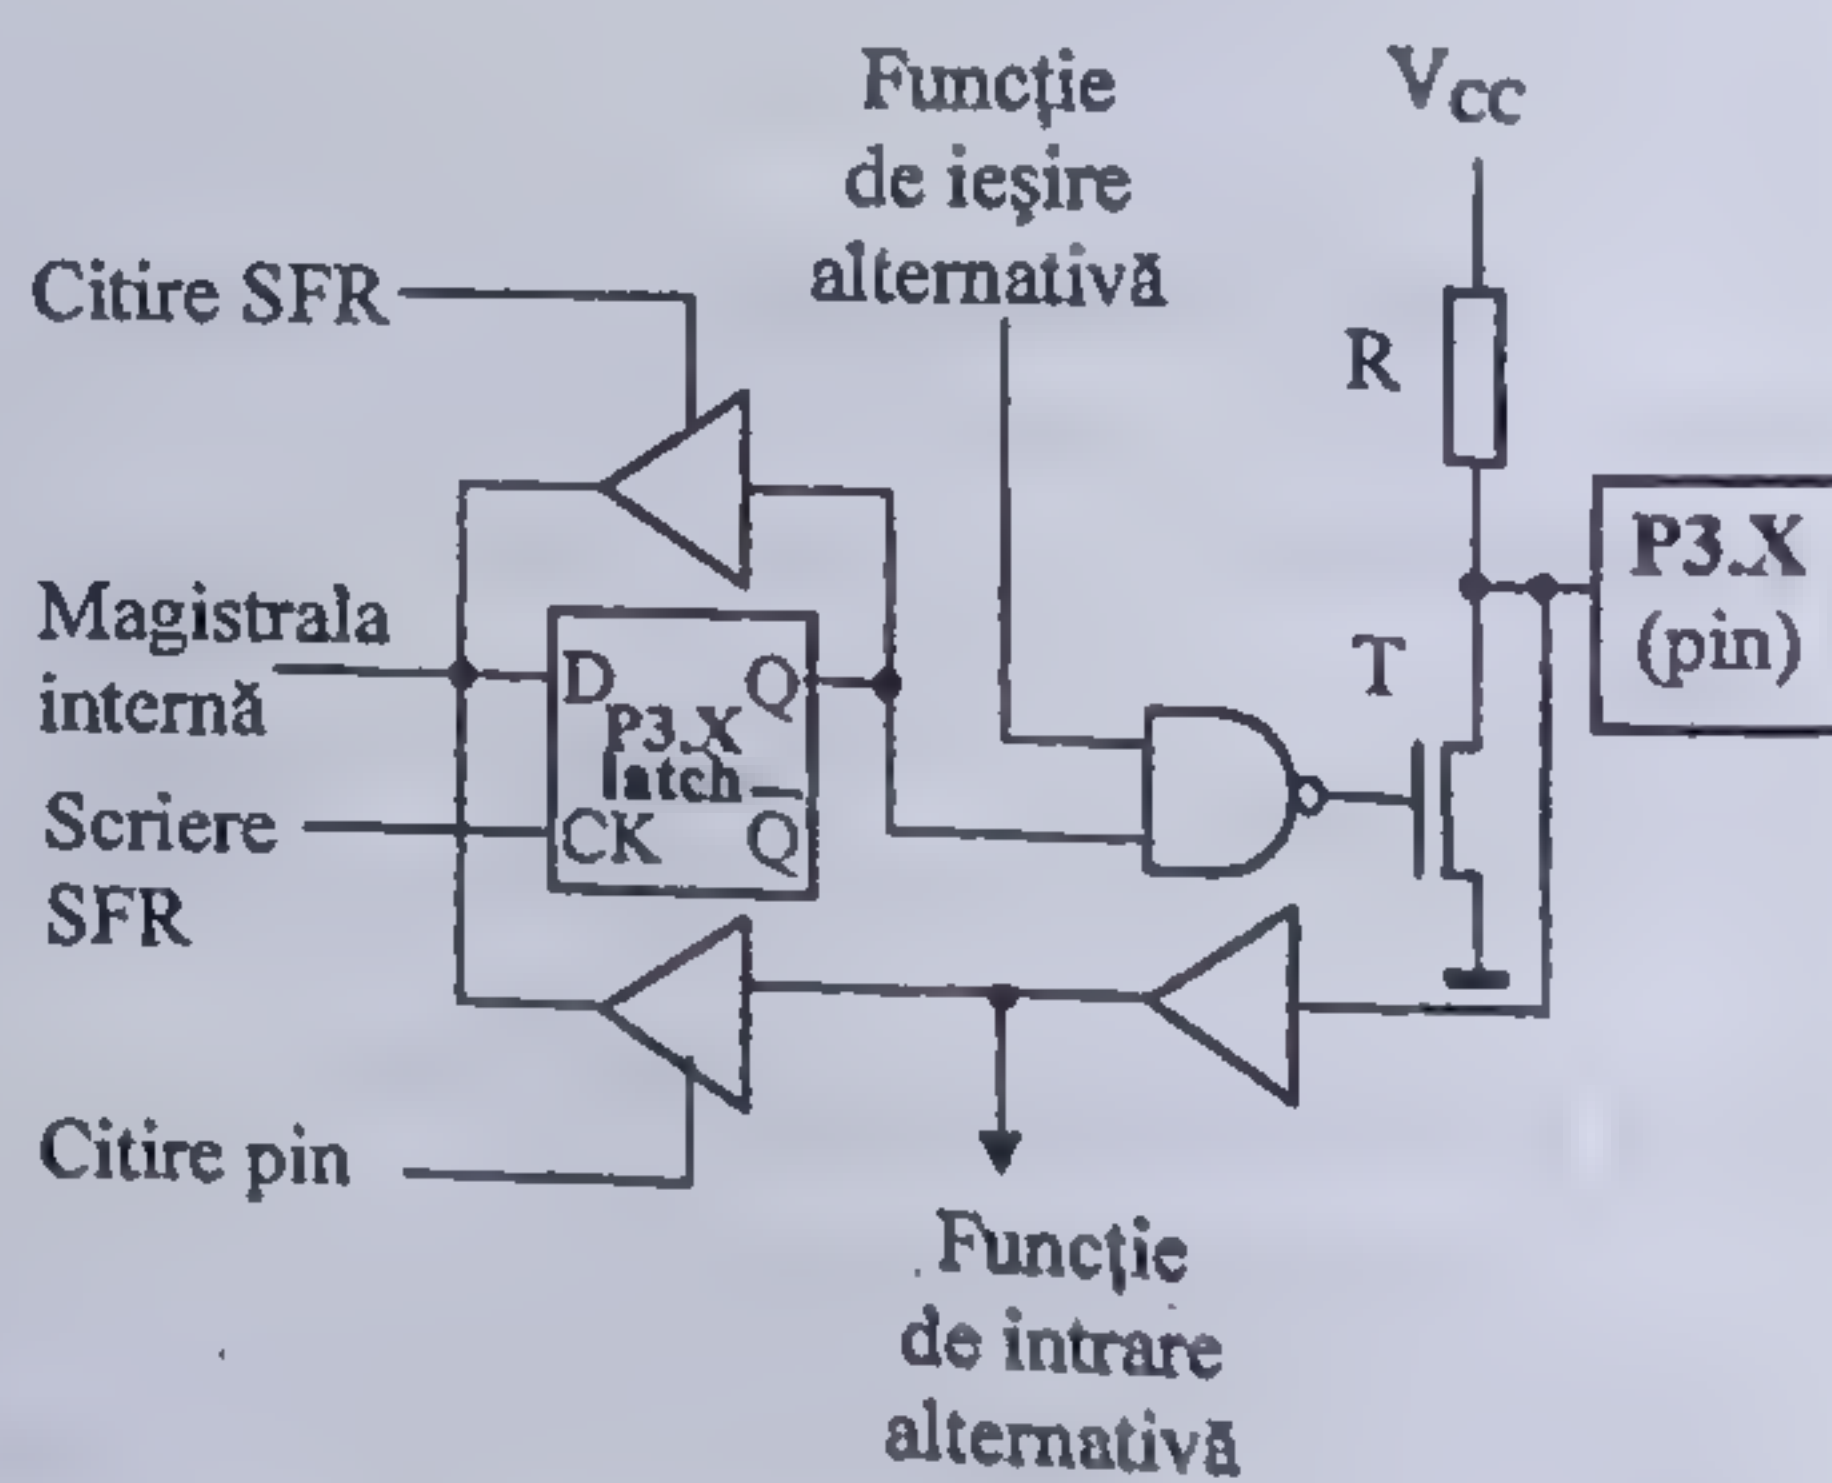 Funcţie
de ieşire
alternativă
VCC
Citire SFR
R
P3.X
(pin)
Magistrala
internă
T
D
Q
P3.X
latch
Scriere
SFR
CK
Q̅
Citire pin
Funcţie
de intrare
alternativă